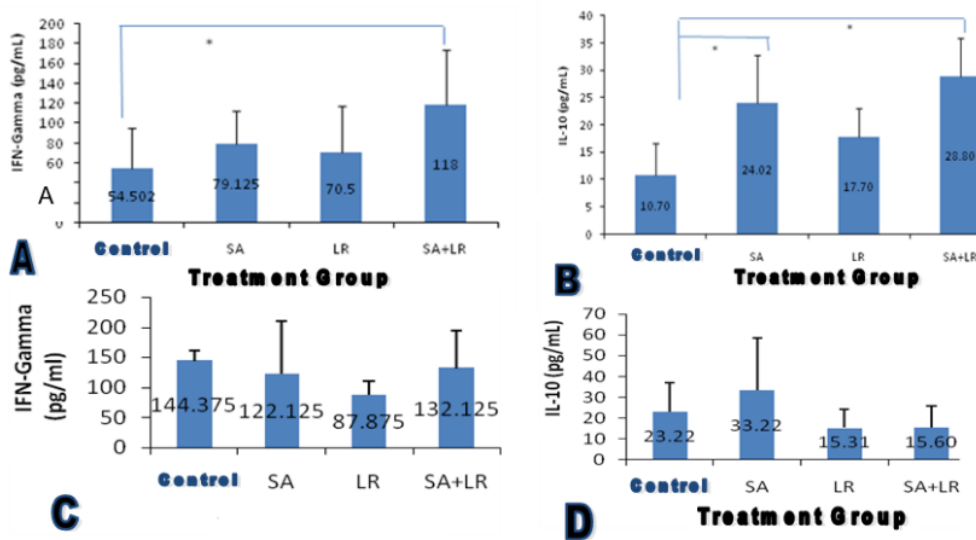 IFN-Gamma (pg/mL)
200
180
160
140
120
100
80
60
0
*
54.502
79.125
70.5
118
A
A
Control
SA
LR
SA+LR
Treatment Group
IL-10 (pg/mL)
40
35
30
25
20
15
10
5
0
*
*
10.70
24.02
17.70
28.80
B
Control
SA
LR
SA+LR
Treatment Group
IFN-Gamma
(pg/ml)
250
200
150
100
50
0
144.375
122.125
87.875
132.125
C
Control
SA
LR
SA+LR
IL-10 (pg/mL)
70
60
50
40
30
20
10
0
23.22
33.22
15.31
15.60
D
Control
SA
LR
SA+LR
Treatment Group